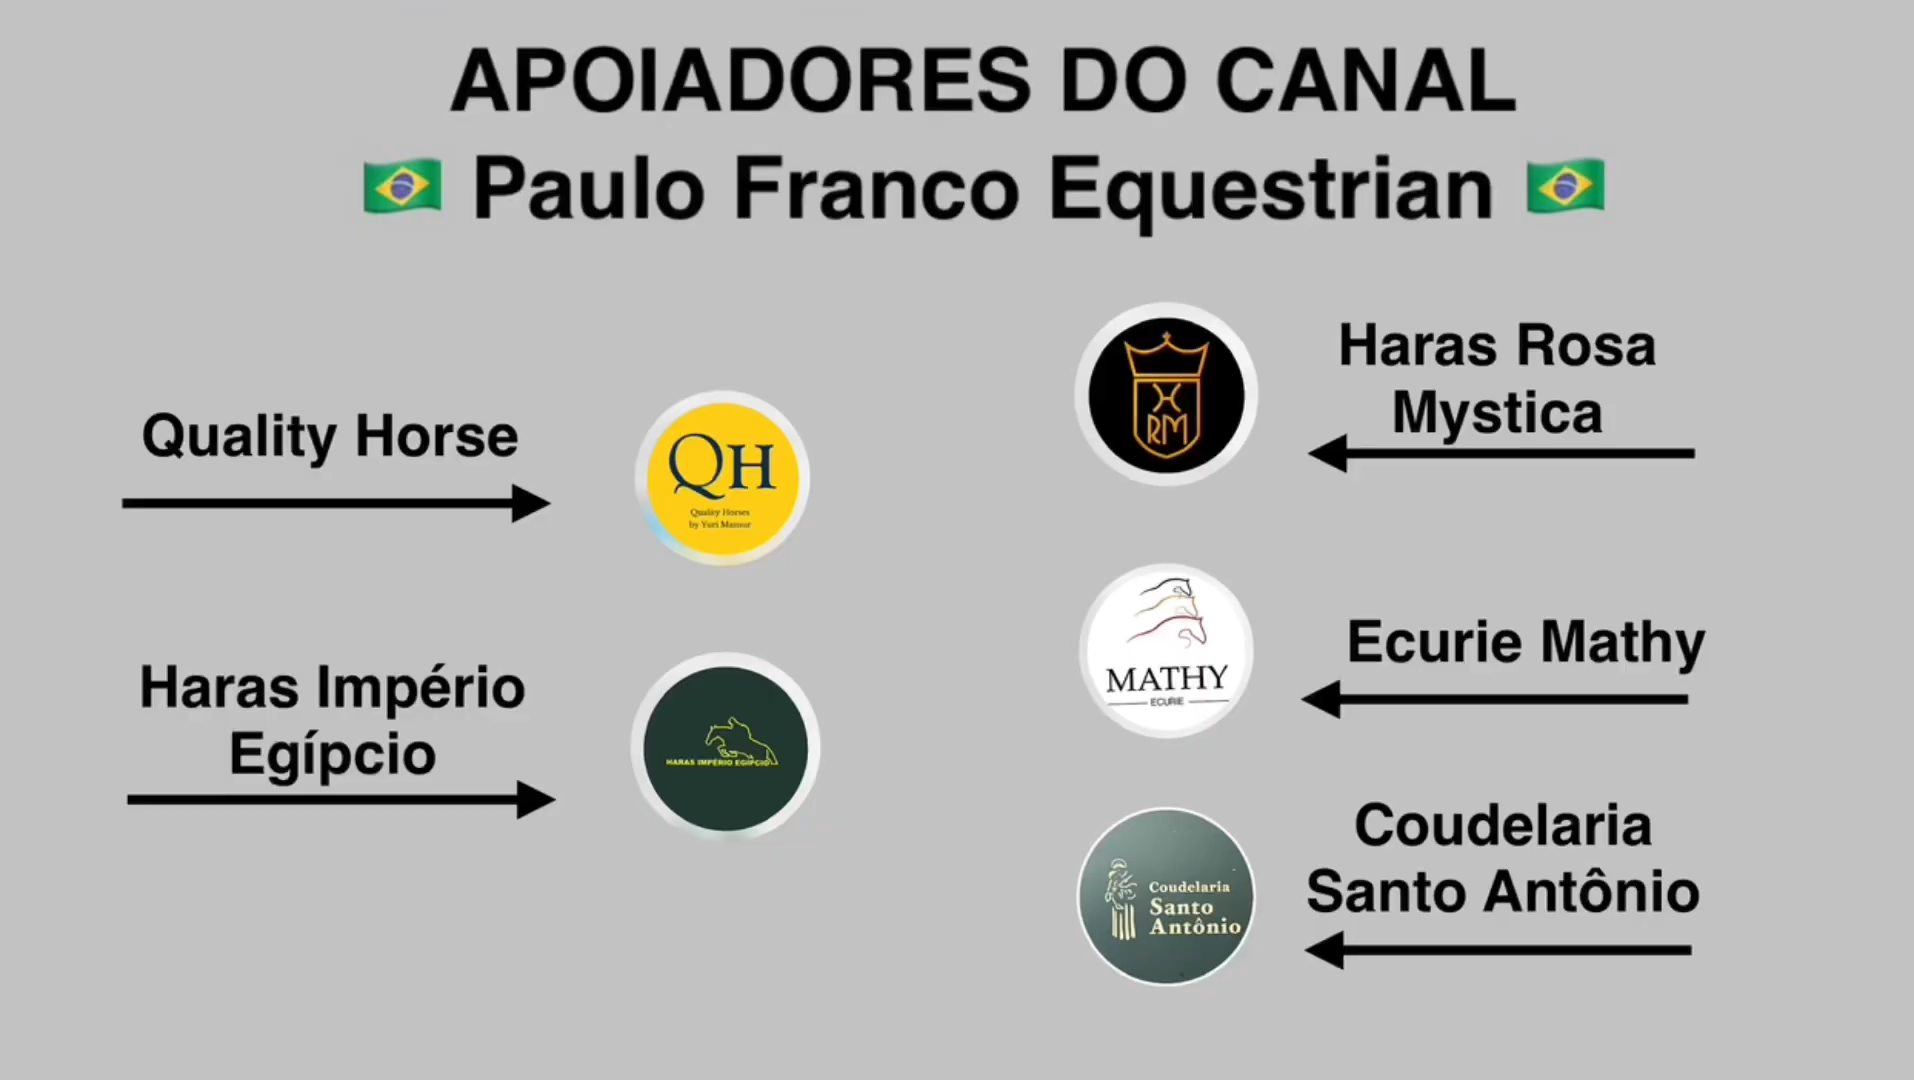 APOIADORES DO CANAL
🇧🇷 Paulo Franco Equestrian 🇧🇷
Quality Horse
QH
Quality Horses
by Yuri Mansur
Haras Império
Egípcio
HARAS IMPÉRIO EGÍPCIO
HRM
Haras Rosa
Mystica
MATHY
ECURIE
Ecurie Mathy
Coudelaria
Santo
Antônio
Coudelaria
Santo Antônio